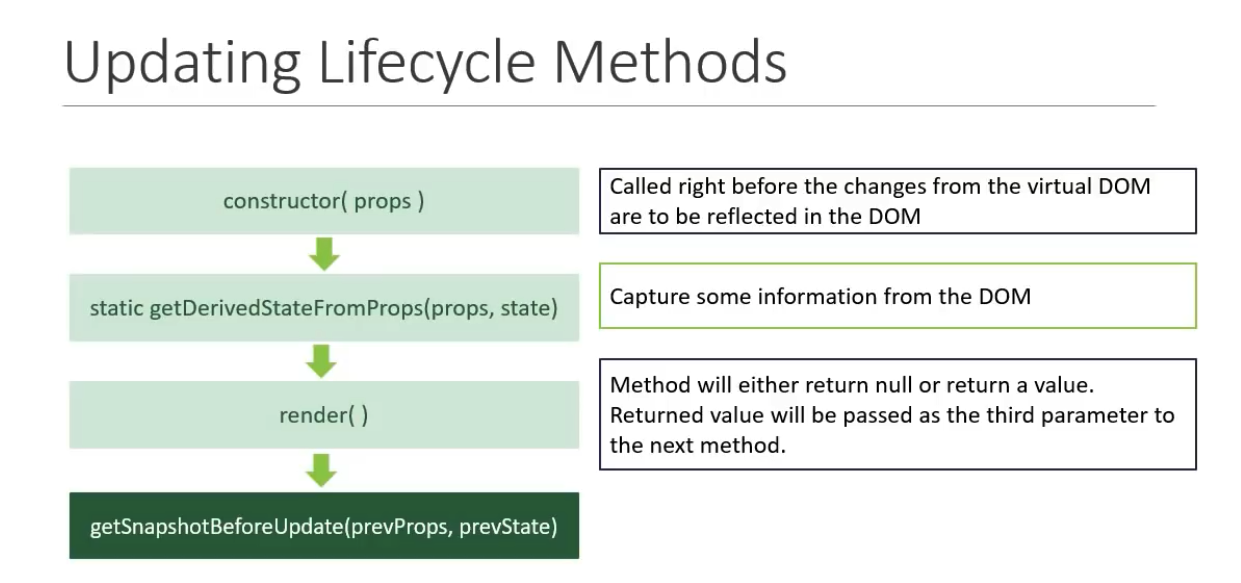 Updating Lifecycle Methods
constructor( props )
static getDerivedStateFromProps(props, state)
render( )
getSnapshotBeforeUpdate(prevProps, prevState)
Called right before the changes from the virtual DOM
are to be reflected in the DOM
Capture some information from the DOM
Method will either return null or return a value.
Returned value will be passed as the third parameter to
the next method.